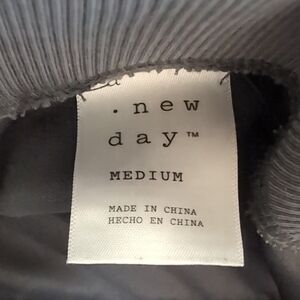 a
. new
day™
MEDIUM
MADE IN CHINA
HECHO EN CHINA